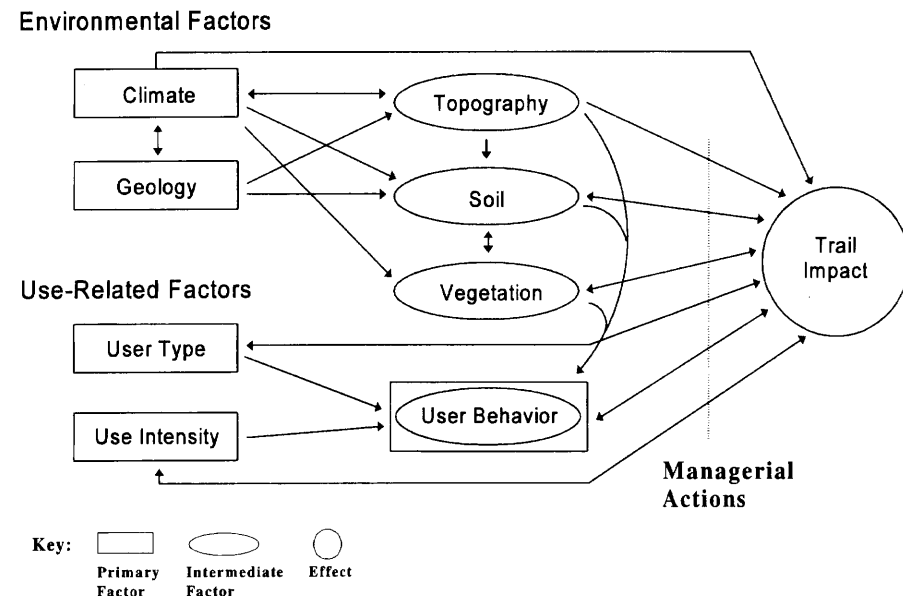 Environmental Factors
Climate
Topography
Geology
Soil
Trail
Impact
Use-Related Factors
Vegetation
User Type
User Behavior
Use Intensity
Managerial
Actions
Key:
Primary
Factor
Intermediate
Factor
Effect